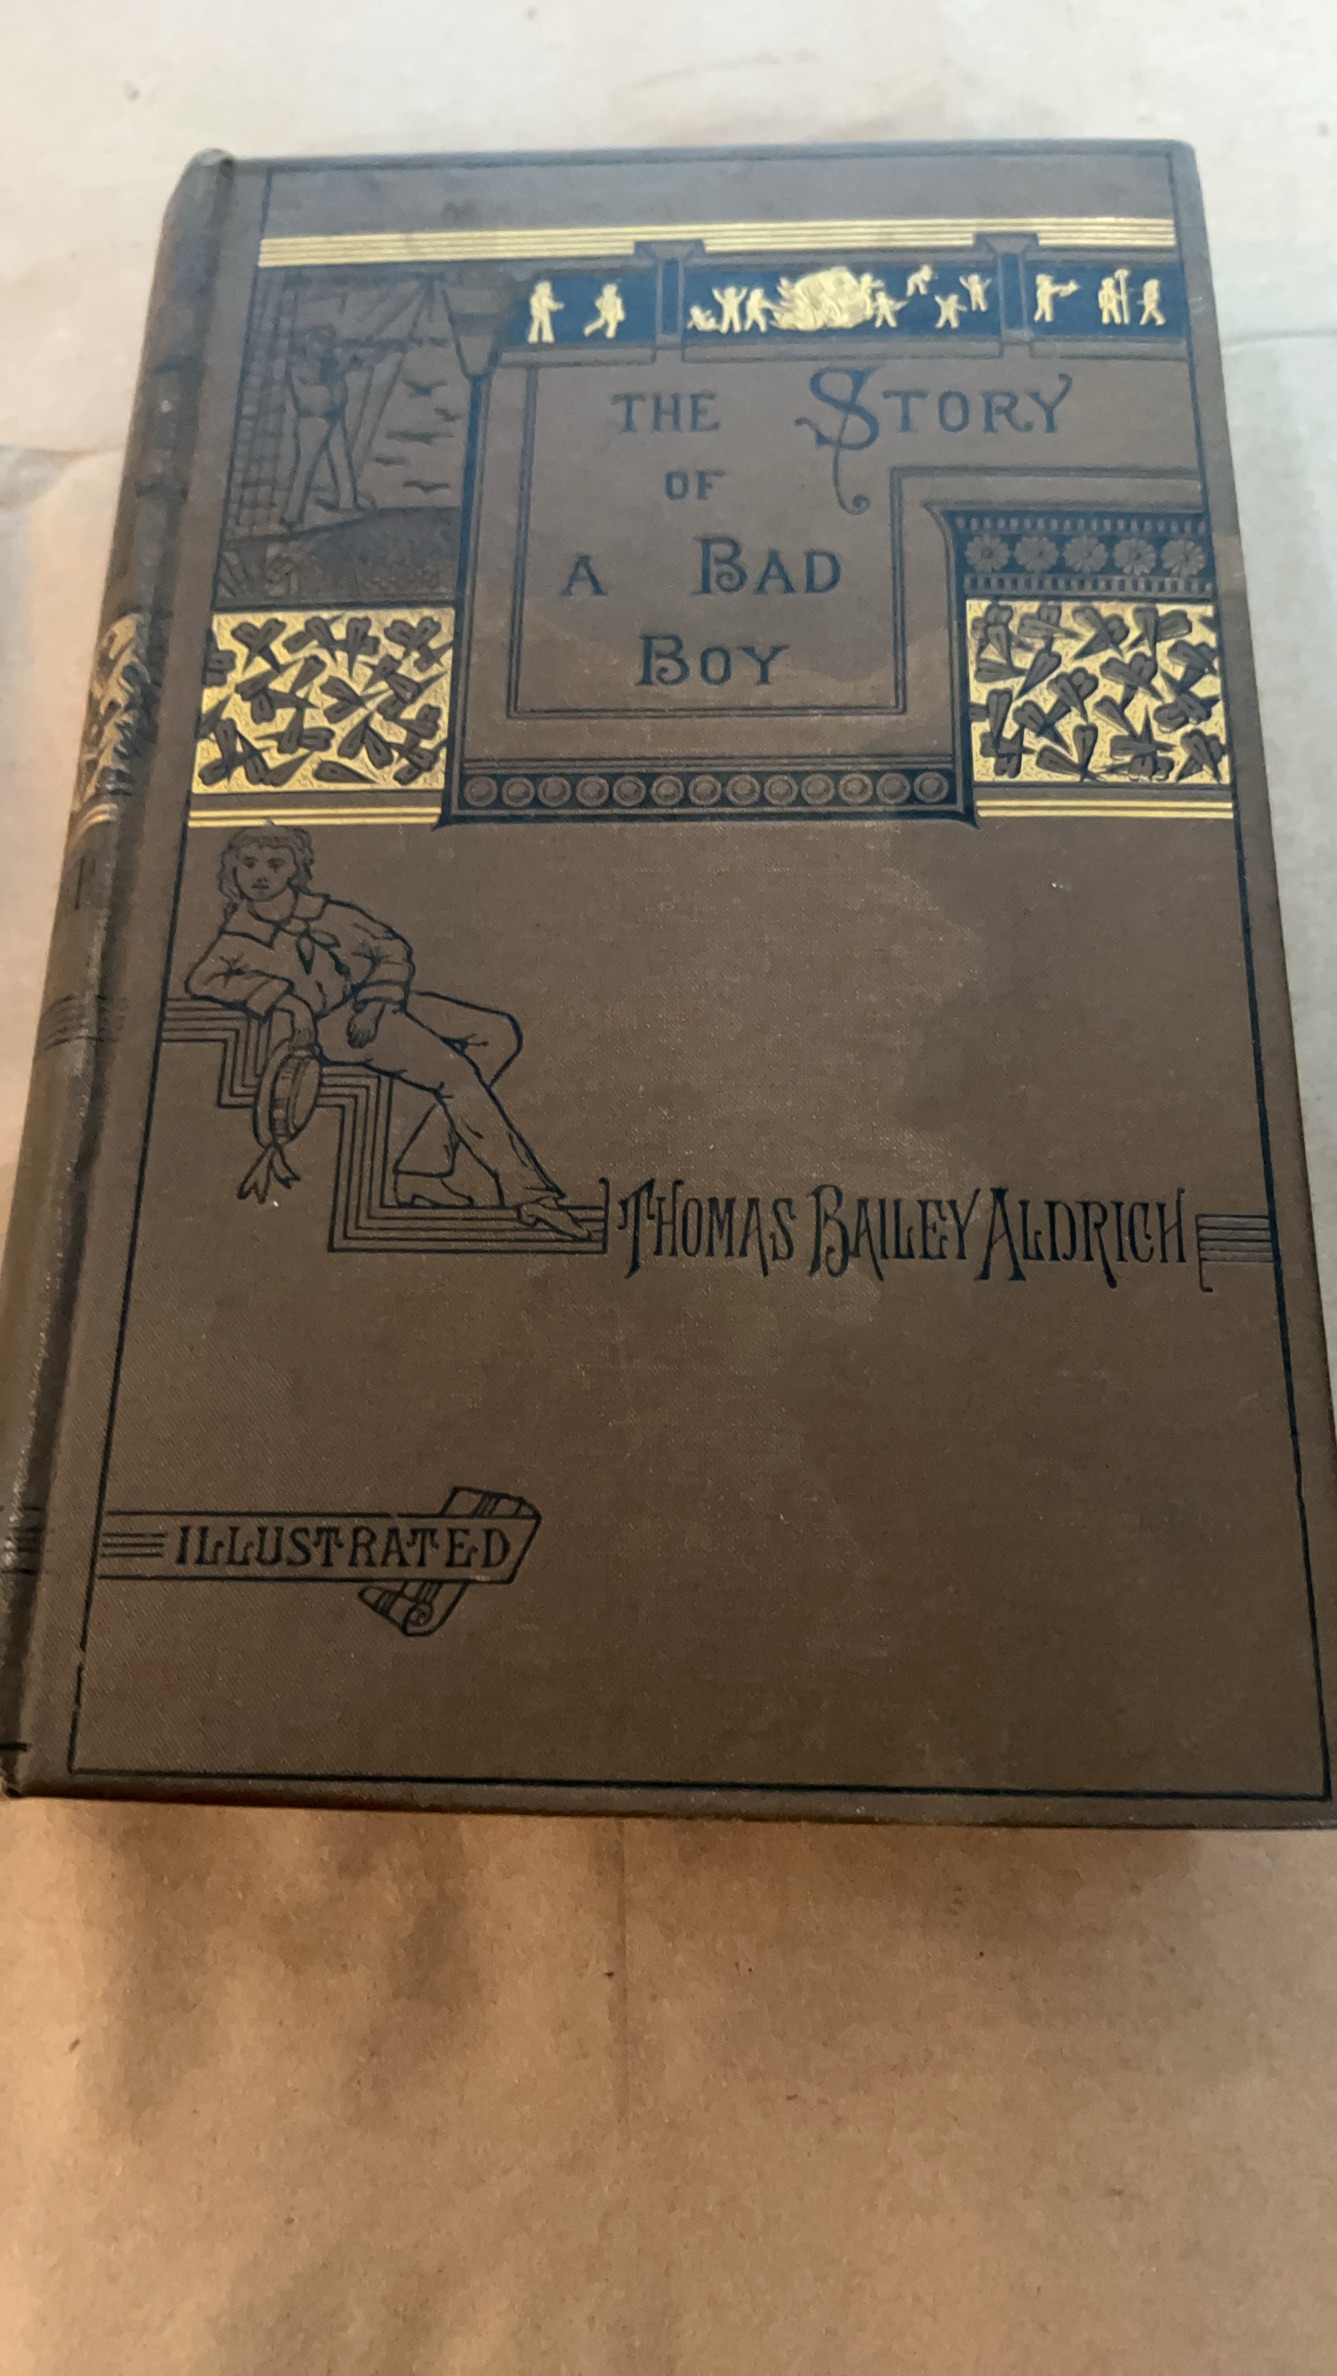 THE STORY
OF
A BAD
BOY
THOMAS BAILEY ALDRICH
ILLUSTRATED